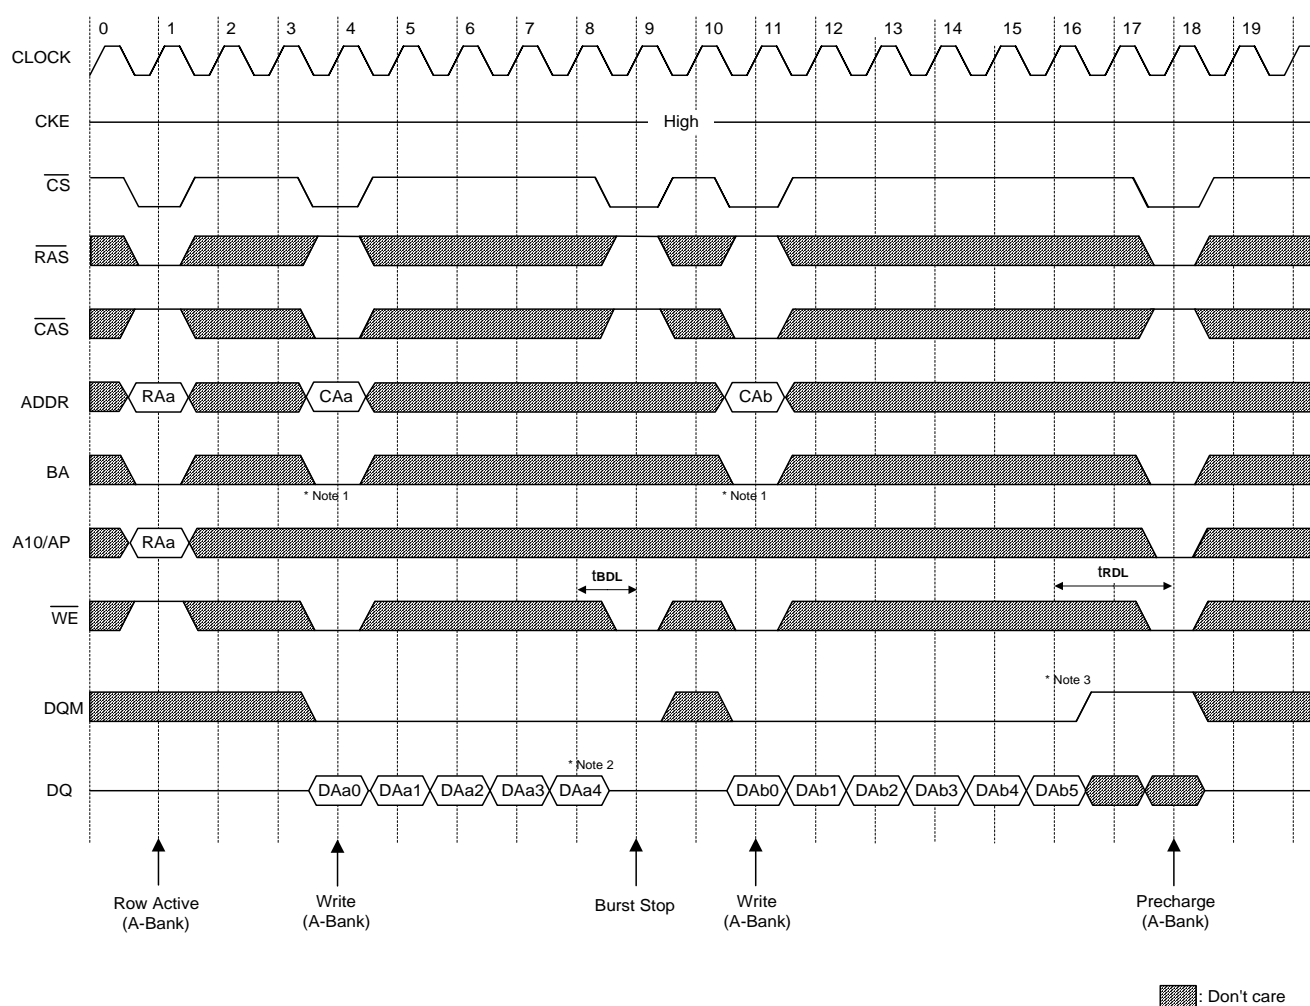 0 1 2 3 4 5 6 7 8 9 10 11 12 13 14 15 16 17 18 19
CLOCK
CKE High
CS
RAS
CAS
ADDR RAa CAa CAb
BA
* Note 1 * Note 1
A10/AP RAa
tBDL tRDL
WE
* Note 3
DQM
* Note 2
DQ DAa0 DAa1 DAa2 DAa3 DAa4 DAb0 DAb1 DAb2 DAb3 DAb4 DAb5
Row Active Write Burst Stop Write Precharge
(A-Bank) (A-Bank) (A-Bank) (A-Bank)
: Don't care